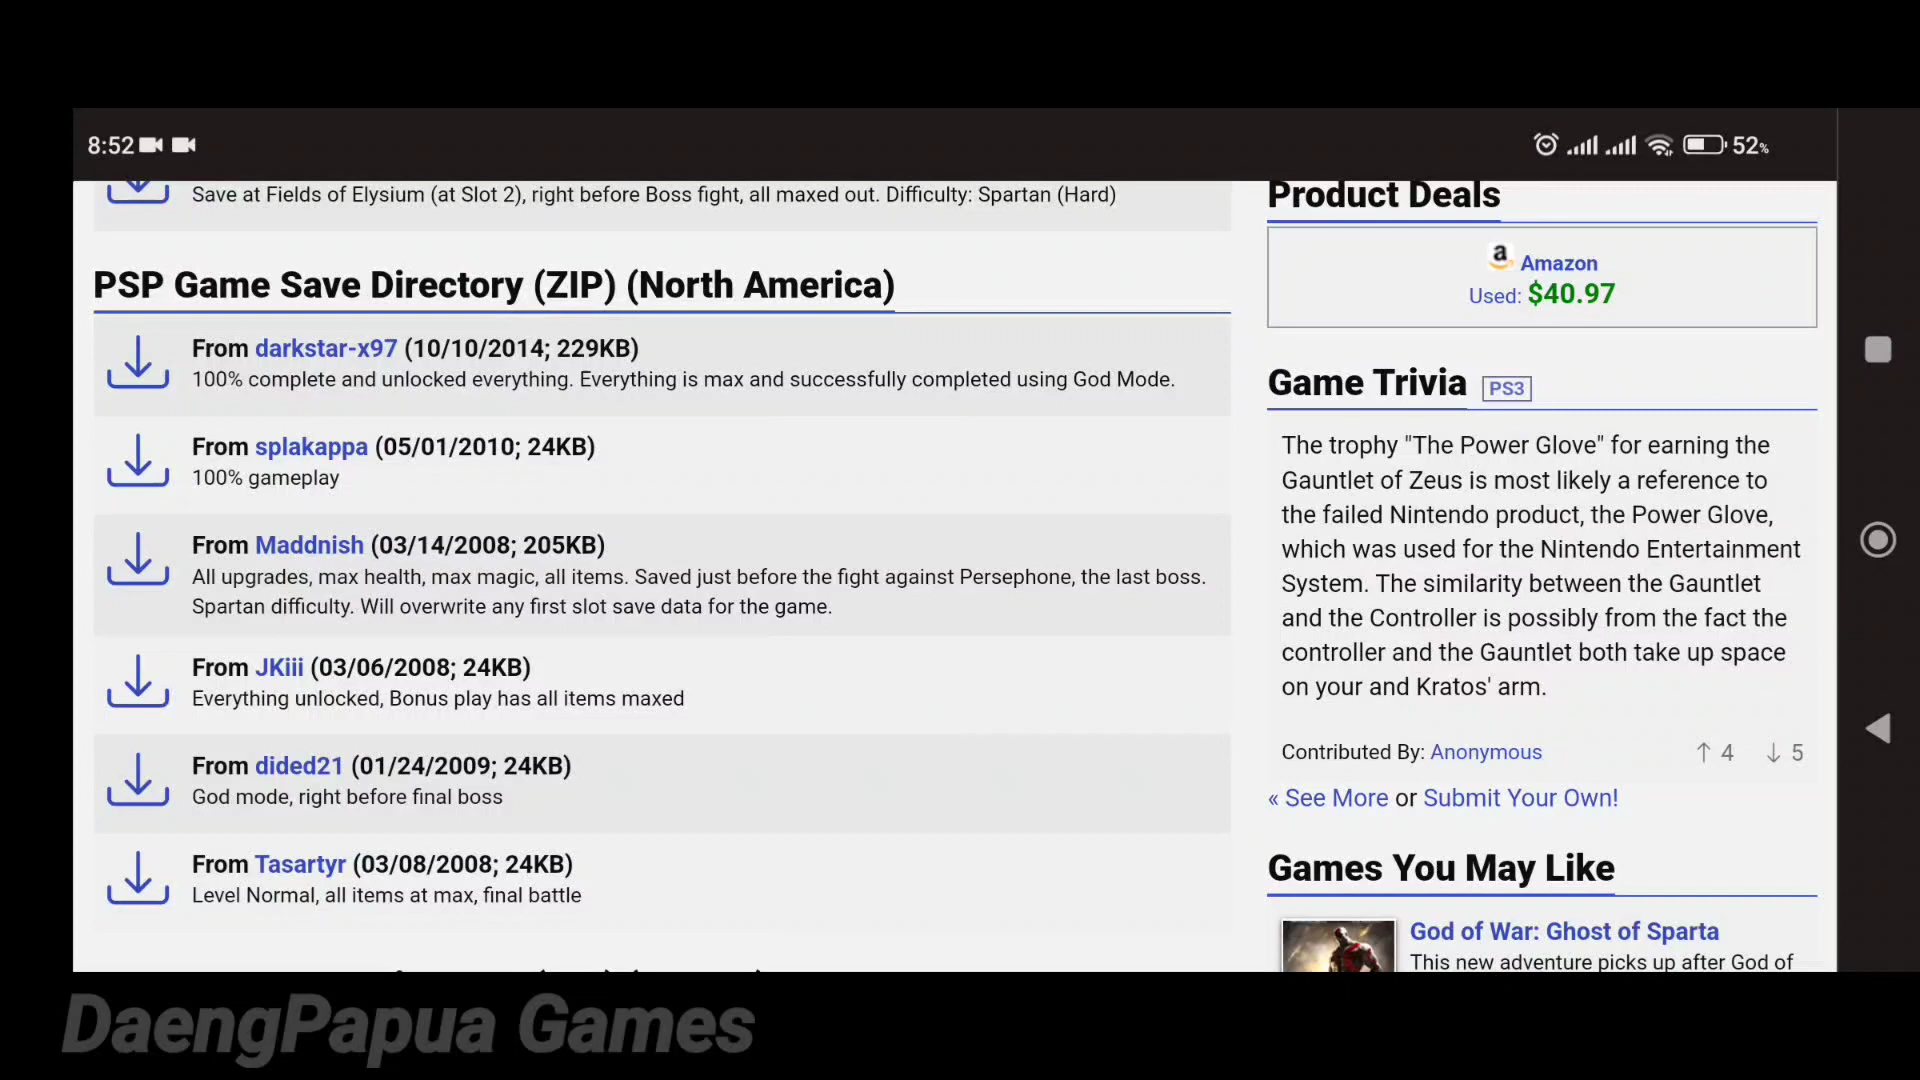 8:52
52%
Save at Fields of Elysium (at Slot 2), right before Boss fight, all maxed out. Difficulty: Spartan (Hard)
PSP Game Save Directory (ZIP) (North America)
From darkstar-x97 (10/10/2014; 229KB)
100% complete and unlocked everything. Everything is max and successfully completed using God Mode.
From splakappa (05/01/2010; 24KB)
100% gameplay
From Maddnish (03/14/2008; 205KB)
All upgrades, max health, max magic, all items. Saved just before the fight against Persephone, the last boss.
Spartan difficulty. Will overwrite any first slot save data for the game.
From JKiii (03/06/2008; 24KB)
Everything unlocked, Bonus play has all items maxed
From dided21 (01/24/2009; 24KB)
God mode, right before final boss
From Tasartyr (03/08/2008; 24KB)
Level Normal, all items at max, final battle
Product Deals
a Amazon
Used: $40.97
Game Trivia PS3
The trophy "The Power Glove" for earning the
Gauntlet of Zeus is most likely a reference to
the failed Nintendo product, the Power Glove,
which was used for the Nintendo Entertainment
System. The similarity between the Gauntlet
and the Controller is possibly from the fact the
controller and the Gauntlet both take up space
on your and Kratos' arm.
Contributed By: Anonymous ↑ 4 ↓ 5
« See More or Submit Your Own!
Games You May Like
God of War: Ghost of Sparta
This new adventure picks up after God of
DaengPapua Games